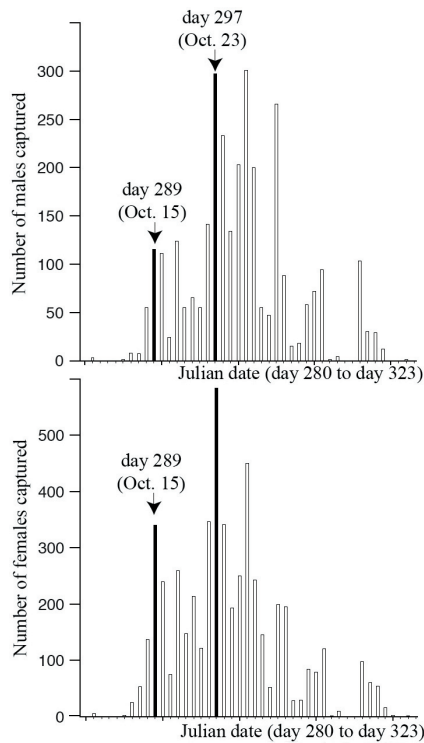 day 297
(Oct. 23)
300
250
200
150
100
50
0
Number of males captured
day 289
(Oct. 15)
Julian date (day 280 to day 323)
500
400
300
200
100
0
Number of females captured
day 289
(Oct. 15)
Julian date (day 280 to day 323)